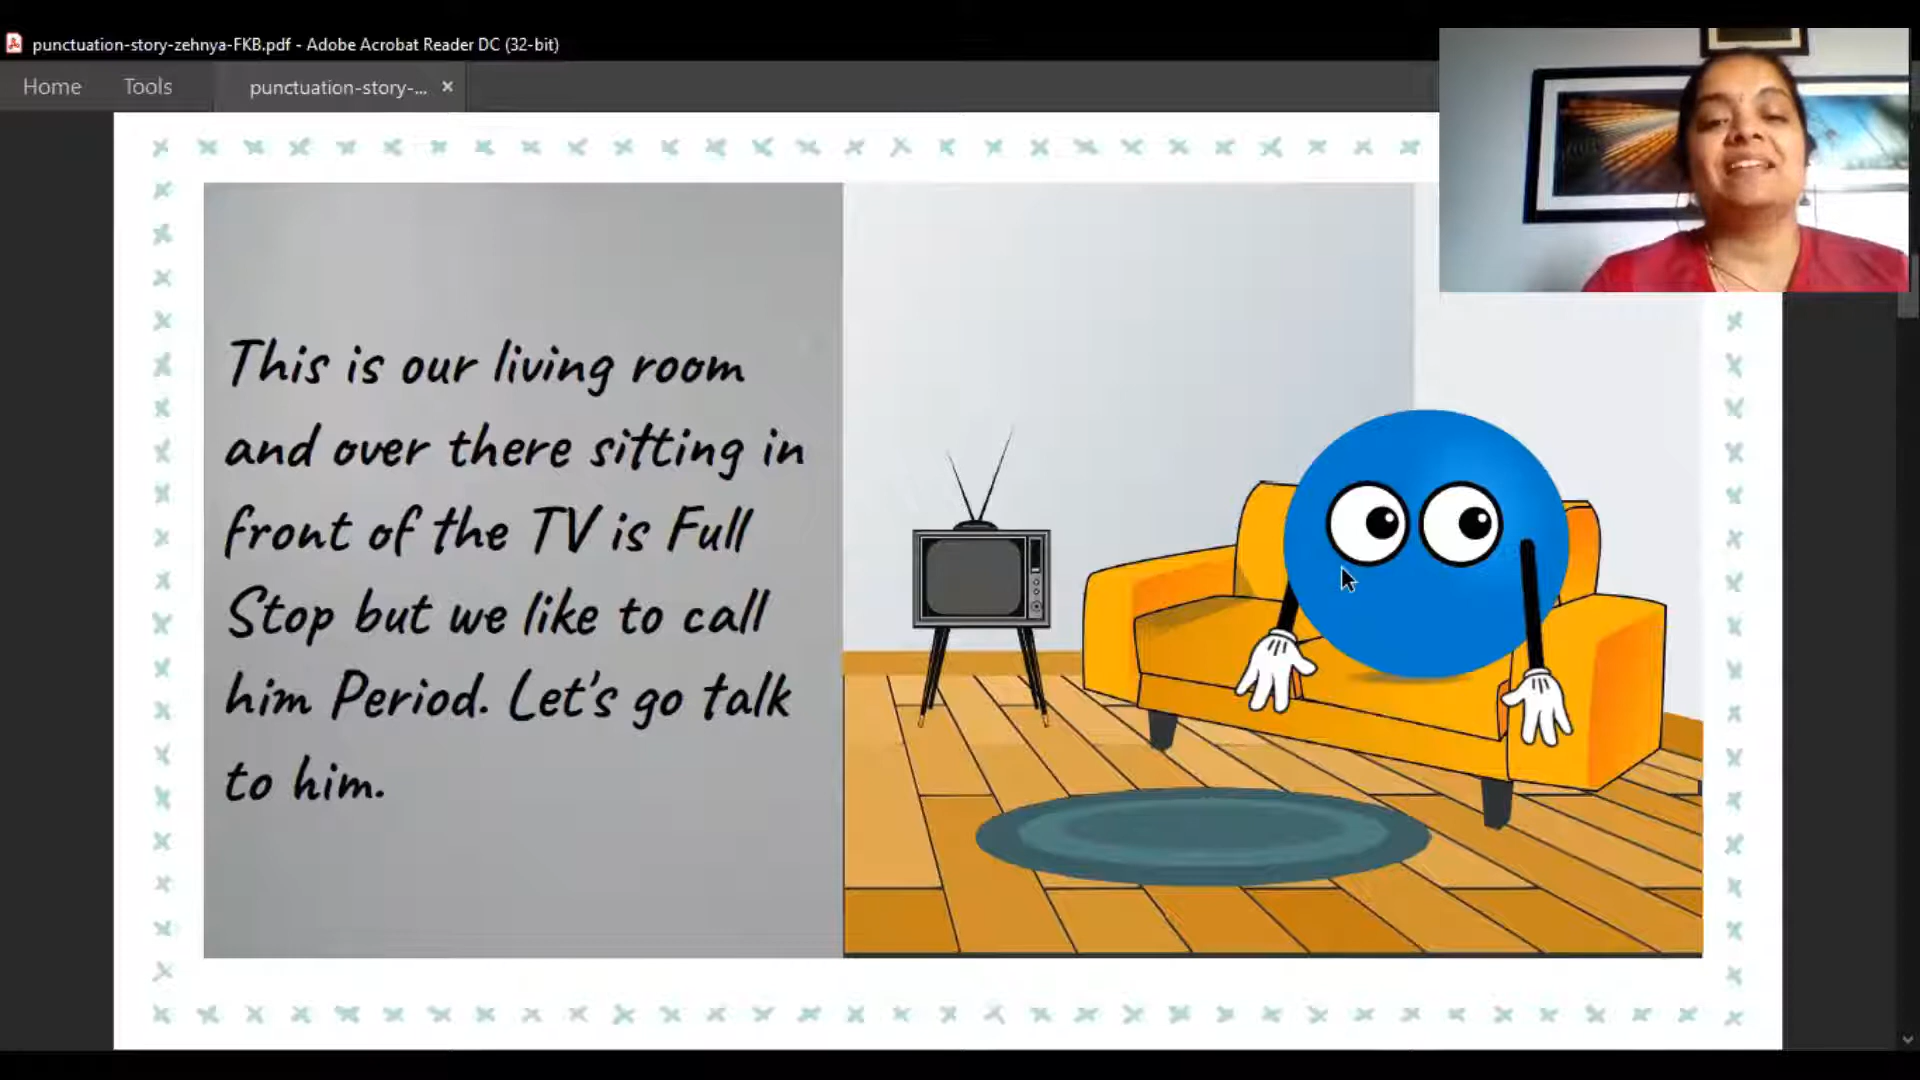 punctuation-story-zehnya-FKB.pdf - Adobe Acrobat Reader DC (32-bit)
Home Tools punctuation-story-... ×
This is our living room
and over there sitting in
front of the TV is Full
Stop but we like to call
him Period. Let's go talk
to him.